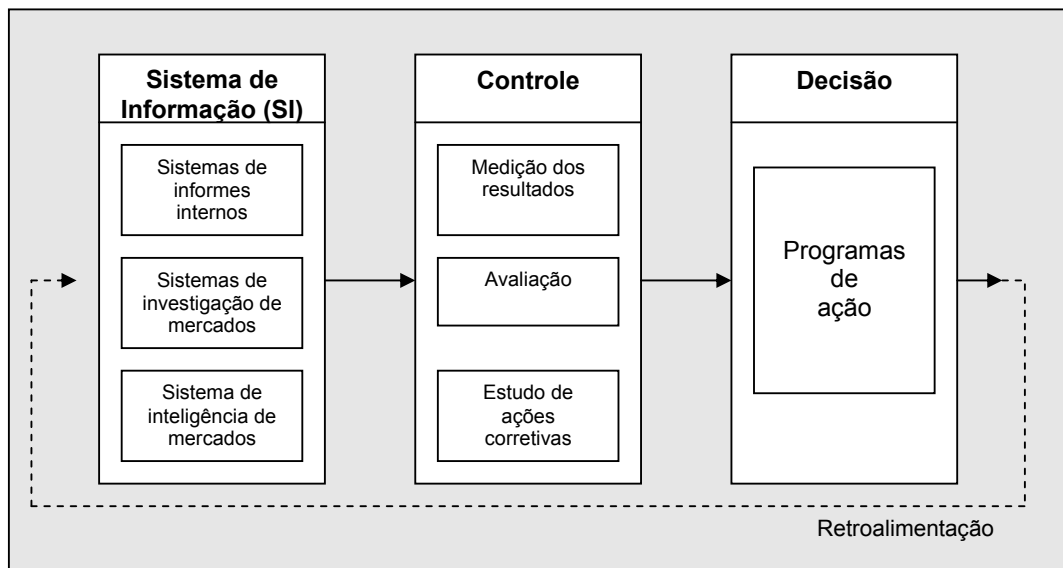 Sistema de
Informação (SI)
Sistemas de
informes
internos
Sistemas de
investigação de
mercados
Sistema de
inteligência de
mercados
Controle
Medição dos
resultados
Avaliação
Estudo de
ações
corretivas
Decisão
Programas
de
ação
Retroalimentação